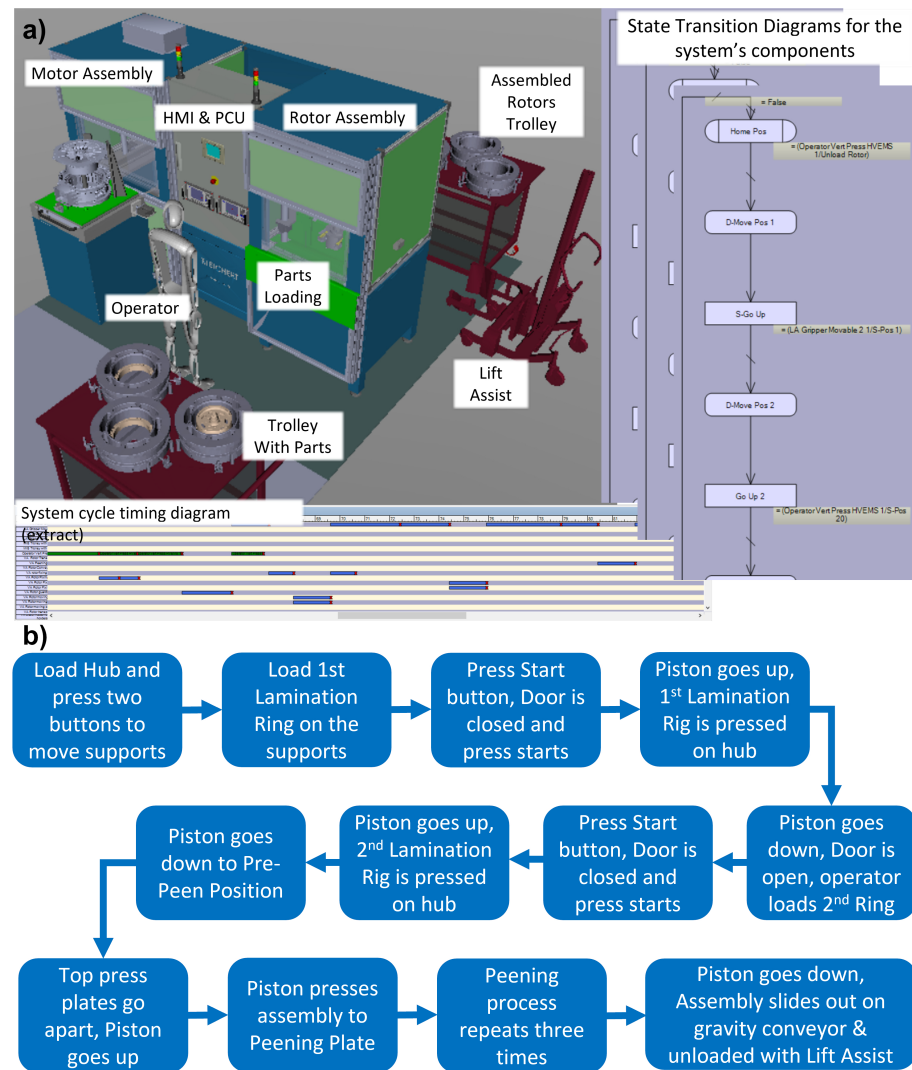 a)
State Transition Diagrams for the
system's components
Motor Assembly
HMI & PCU
Rotor Assembly
Assembled
Rotors
Trolley
= False
Home Pos
= (Operator Vert Press HVEMS
1/Unload Rotor)
D-Move Pos 1
S-Go Up
= (LA Gripper Movable 2 1/S-Pos 1)
D-Move Pos 2
Go Up 2
= (Operator Vert Press HVEMS 1/S-Pos
20)
Parts
Loading
Operator
Lift
Assist
Trolley
With Parts
System cycle timing diagram
(extract)
b)
Load Hub and
press two
buttons to
move supports
Load 1st
Lamination
Ring on the
supports
Press Start
button, Door is
closed and
press starts
Piston goes up,
1st Lamination
Rig is pressed
on hub
Piston goes
down to Pre-
Peen Position
Piston goes up,
2nd Lamination
Rig is pressed
on hub
Press Start
button, Door is
closed and
press starts
Piston goes
down, Door is
open, operator
loads 2nd Ring
Top press
plates go
apart, Piston
goes up
Piston presses
assembly to
Peening Plate
Peening
process
repeats three
times
Piston goes down,
Assembly slides out on
gravity conveyor &
unloaded with Lift Assist